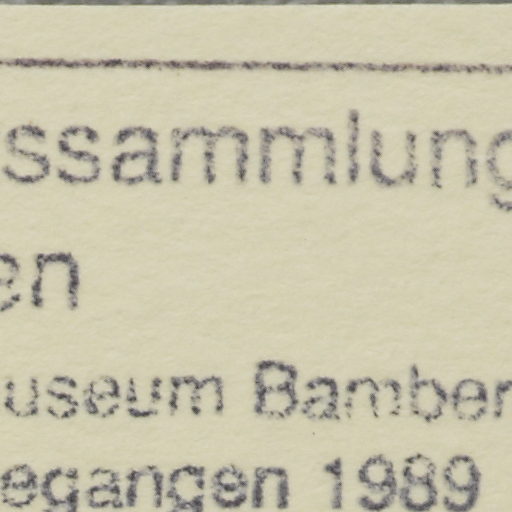 ssammlung
en
useum Bamber
egangen 1989